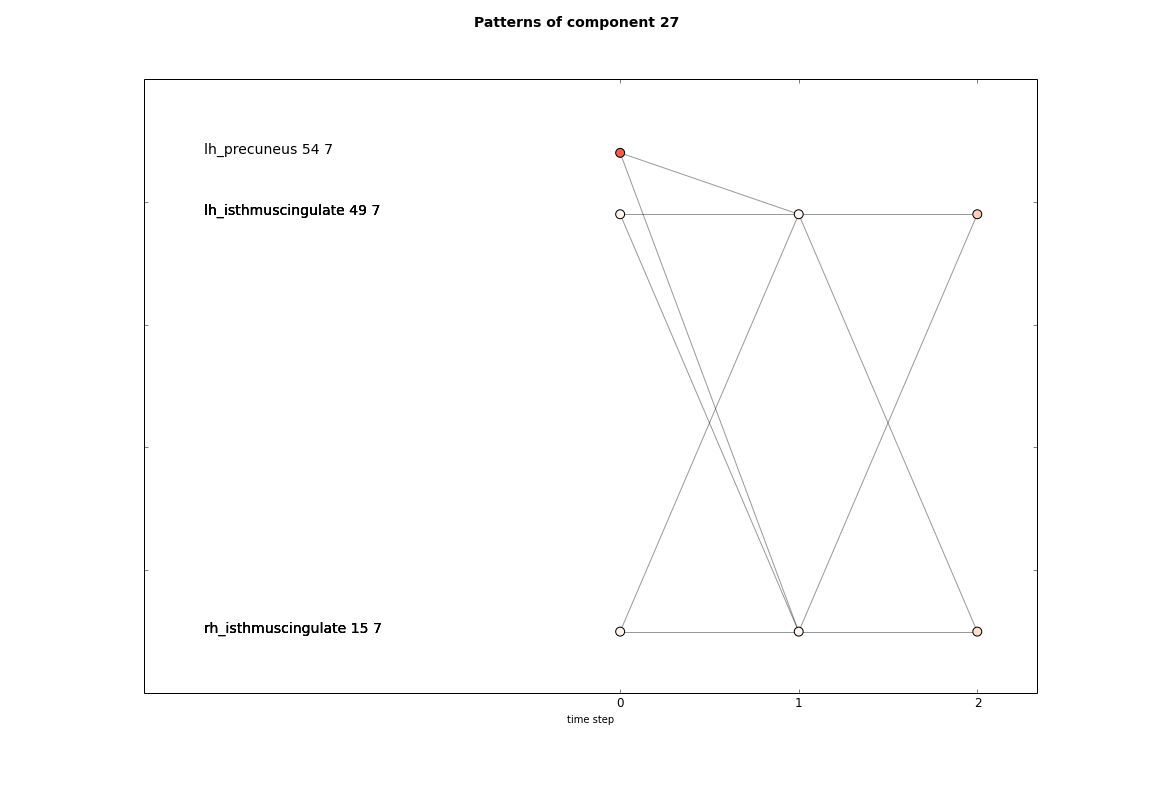 Patterns of component 27
lh_precuneus 54 7
lh_isthmuscingulate 49 7
rh_isthmuscingulate 15 7
0 1 2
time step